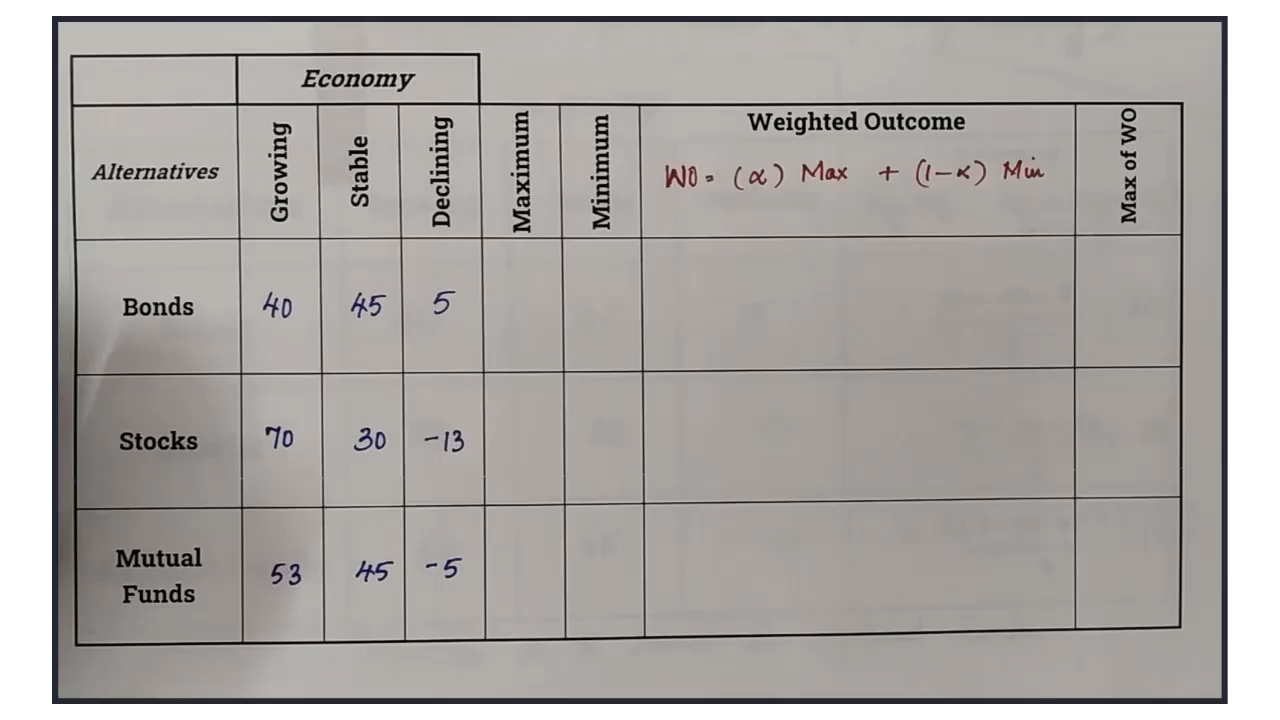 Economy
Alternatives Growing Stable Declining Maximum Minimum Weighted Outcome Max of WO
WO = (α) Max + (1-α) Min
Bonds 40 45 5
Stocks 70 30 -13
Mutual Funds 53 45 -5